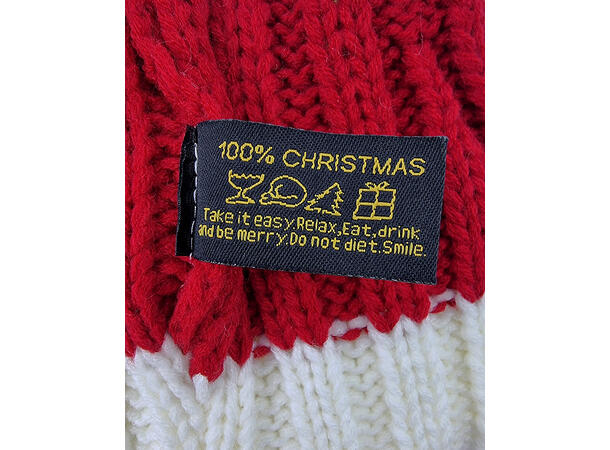 100% CHRISTMAS
Take it easy.Relax,Eat,drink
and be merry.Do not diet.Smile.